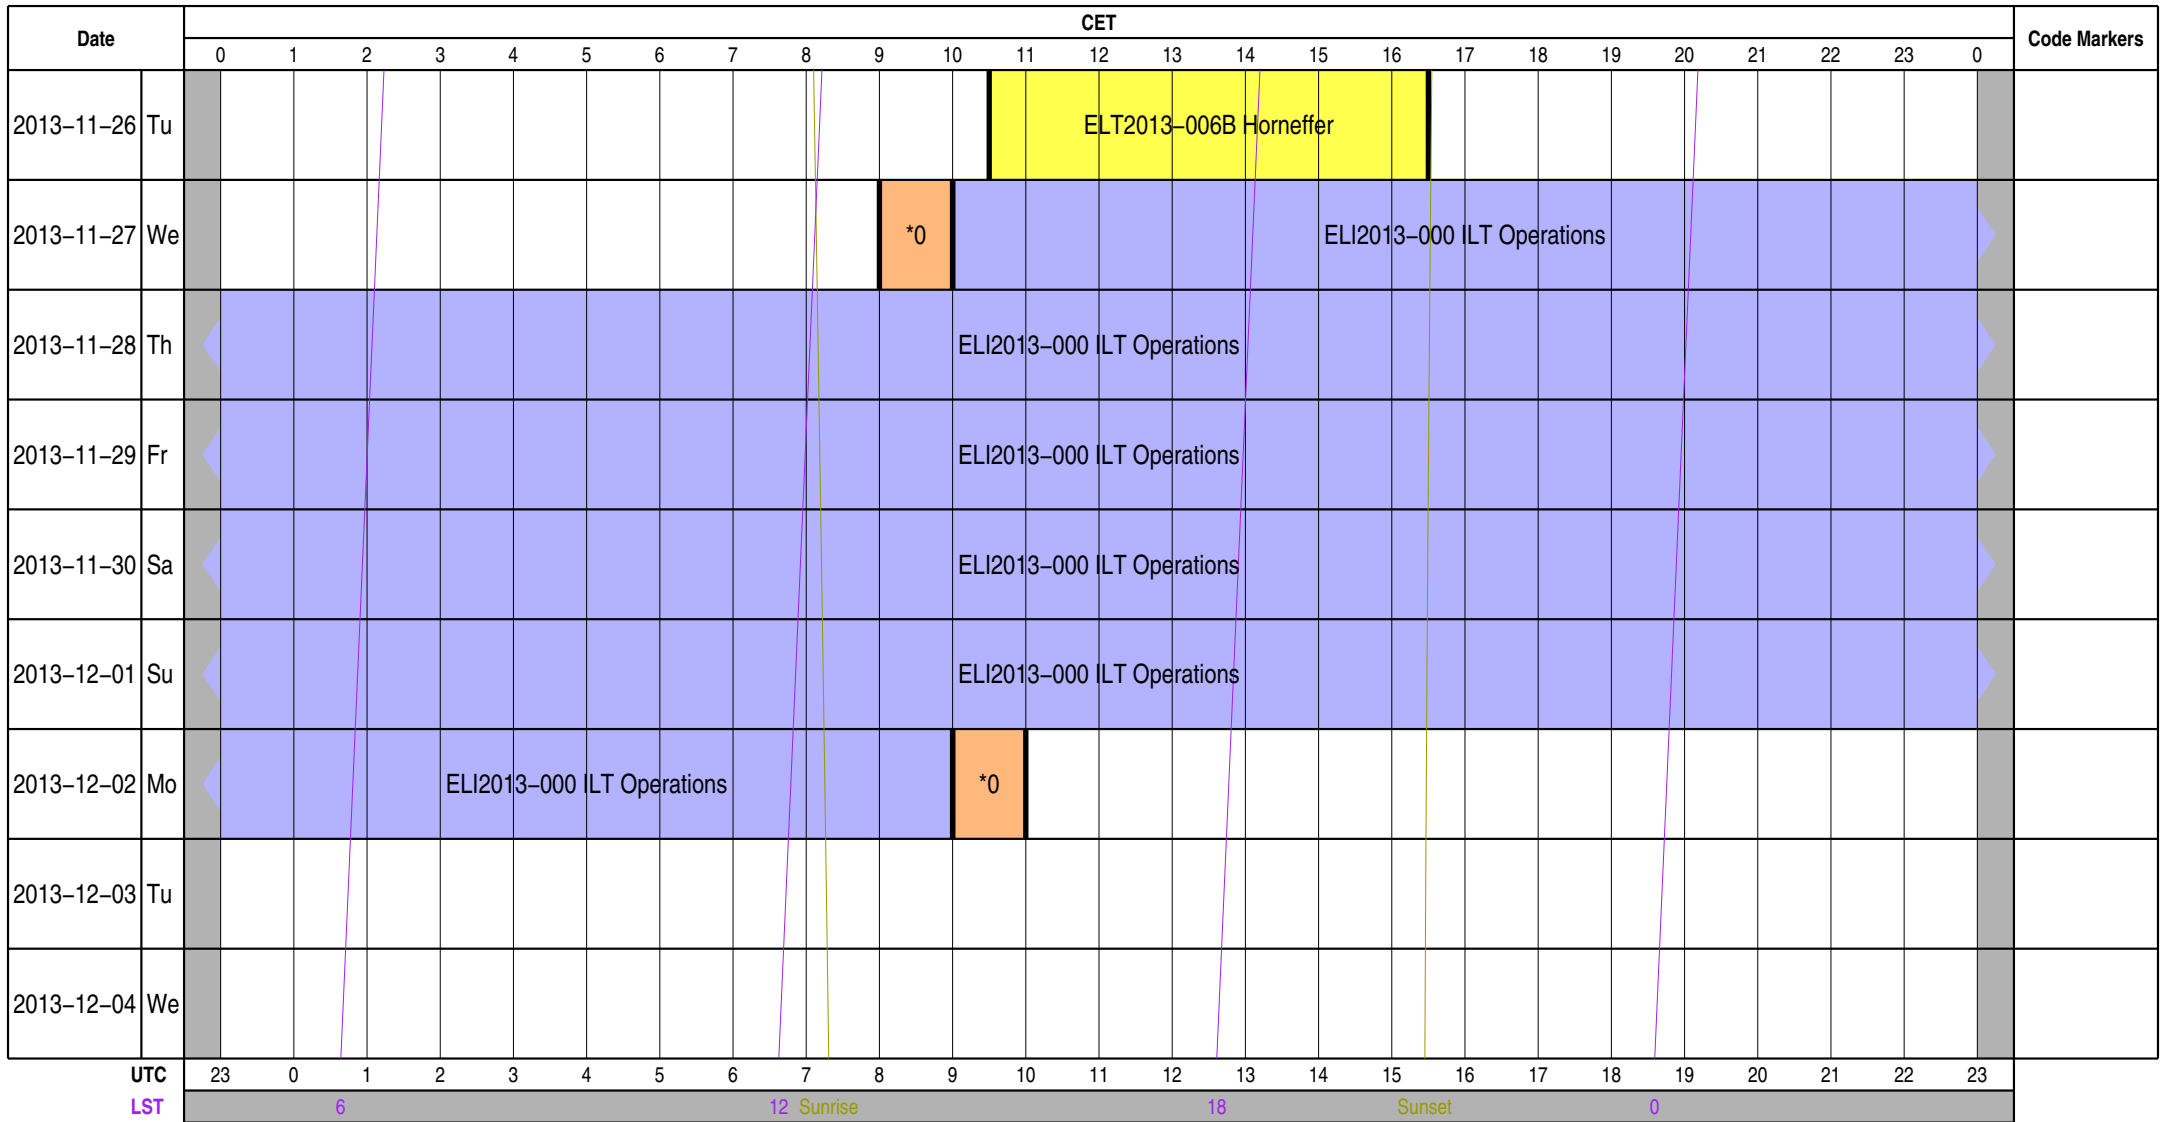 Date CET Code Markers
0 1 2 3 4 5 6 7 8 9 10 11 12 13 14 15 16 17 18 19 20 21 22 23 0
2013−11−26 Tu ELT2013−006B Horneffer
2013−11−27 We *0 ELI2013−000 ILT Operations
2013−11−28 Th ELI2013−000 ILT Operations
2013−11−29 Fr ELI2013−000 ILT Operations
2013−11−30 Sa ELI2013−000 ILT Operations
2013−12−01 Su ELI2013−000 ILT Operations
2013−12−02 Mo ELI2013−000 ILT Operations *0
2013−12−03 Tu
2013−12−04 We
UTC 23 0 1 2 3 4 5 6 7 8 9 10 11 12 13 14 15 16 17 18 19 20 21 22 23
LST 6 12 Sunrise 18 Sunset 0